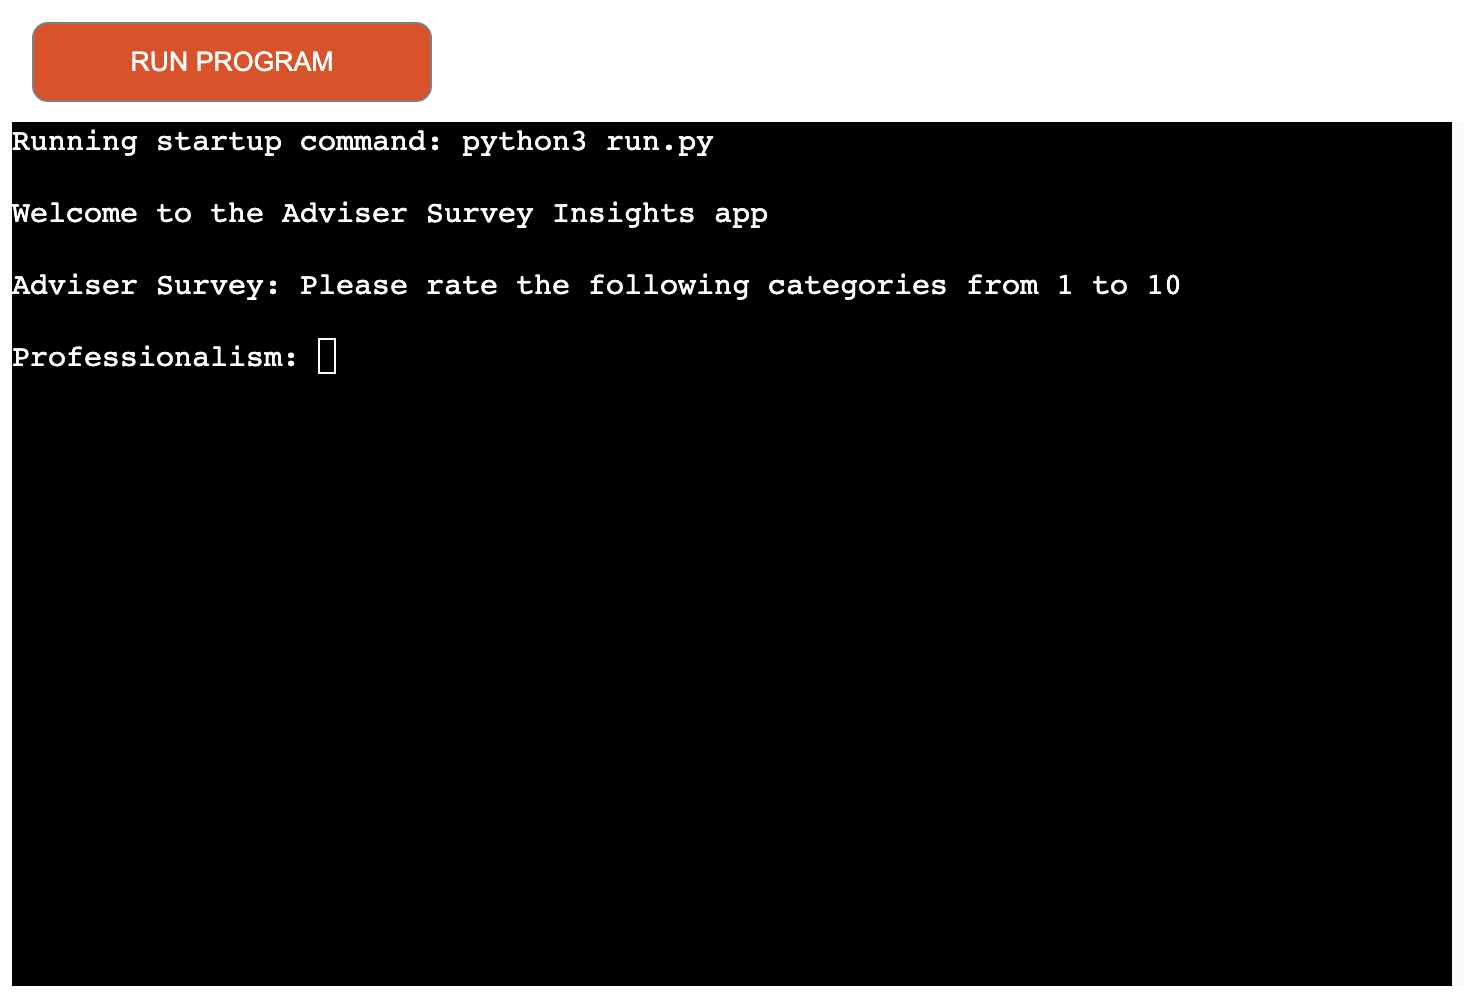 RUN PROGRAM
Running startup command: python3 run.py
Welcome to the Adviser Survey Insights app
Adviser Survey: Please rate the following categories from 1 to 10
Professionalism: